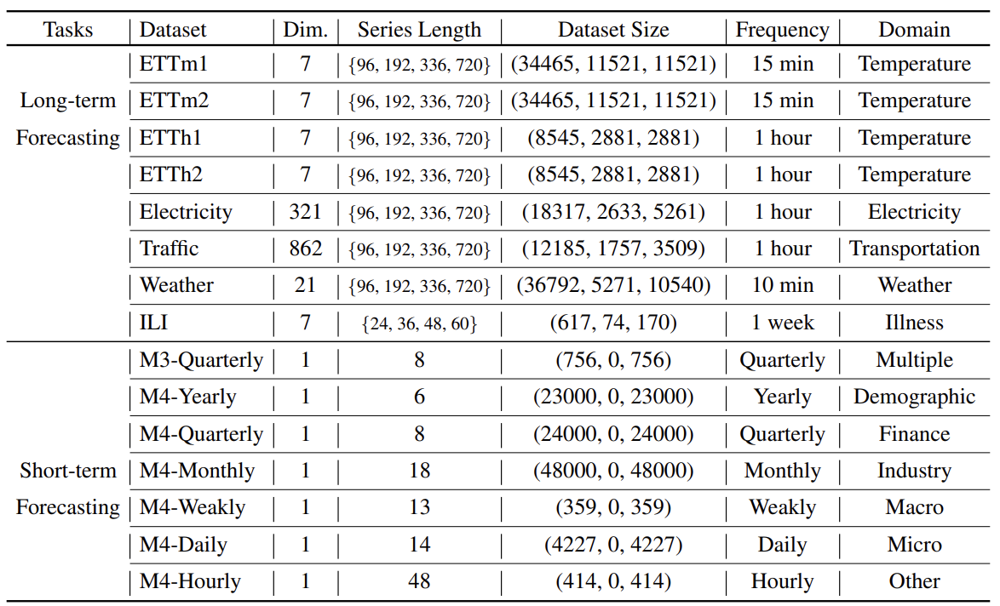 Tasks Dataset Dim. Series Length Dataset Size Frequency Domain
ETTm1 7 {96, 192, 336, 720} (34465, 11521, 11521) 15 min Temperature
Long-term ETTm2 7 {96, 192, 336, 720} (34465, 11521, 11521) 15 min Temperature
Forecasting ETTh1 7 {96, 192, 336, 720} (8545, 2881, 2881) 1 hour Temperature
ETTh2 7 {96, 192, 336, 720} (8545, 2881, 2881) 1 hour Temperature
Electricity 321 {96, 192, 336, 720} (18317, 2633, 5261) 1 hour Electricity
Traffic 862 {96, 192, 336, 720} (12185, 1757, 3509) 1 hour Transportation
Weather 21 {96, 192, 336, 720} (36792, 5271, 10540) 10 min Weather
ILI 7 {24, 36, 48, 60} (617, 74, 170) 1 week Illness
M3-Quarterly 1 8 (756, 0, 756) Quarterly Multiple
M4-Yearly 1 6 (23000, 0, 23000) Yearly Demographic
M4-Quarterly 1 8 (24000, 0, 24000) Quarterly Finance
Short-term M4-Monthly 1 18 (48000, 0, 48000) Monthly Industry
Forecasting M4-Weakly 1 13 (359, 0, 359) Weakly Macro
M4-Daily 1 14 (4227, 0, 4227) Daily Micro
M4-Hourly 1 48 (414, 0, 414) Hourly Other